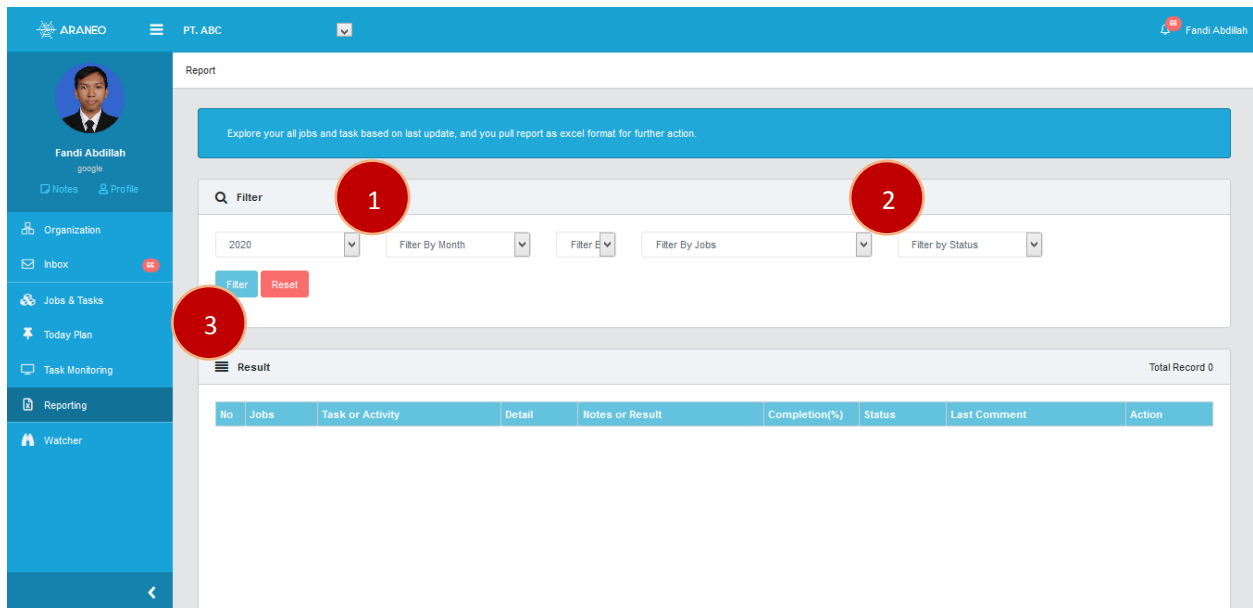 ARANEO
PT. ABC
66
Fandi Abdillah
Report
Fandi Abdillah
google
Notes
Profile
Explore your all jobs and task based on last update, and you pull report as excel format for further action.
Organization
Inbox
66
Jobs & Tasks
Today Plan
Task Monitoring
Reporting
Watcher
Filter
1
2
2020
Filter By Month
Filter
Filter By Jobs
Filter by Status
Filter
Reset
3
Result
Total Record 0
No Jobs Task or Activity Detail Notes or Result Completion(%) Status Last Comment Action